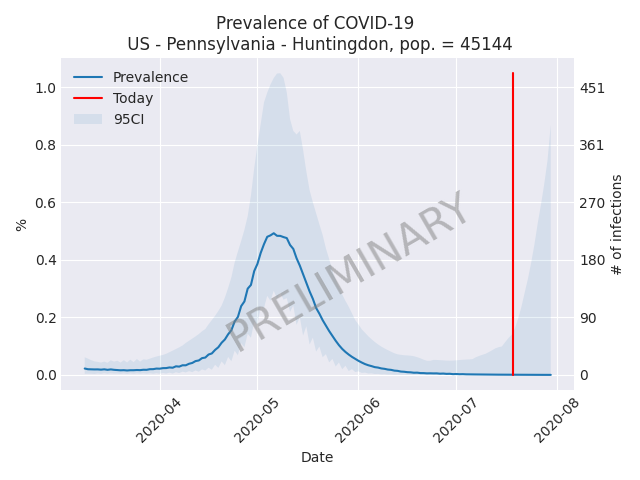 Prevalence of COVID-19
US - Pennsylvania - Huntingdon, pop. = 45144
Prevalence
Today
95CI
PRELIMINARY
1.0
0.8
0.6
0.4
0.2
0.0
%
451
361
270
180
90
0
# of infections
2020-04
2020-05
2020-06
2020-07
2020-08
Date